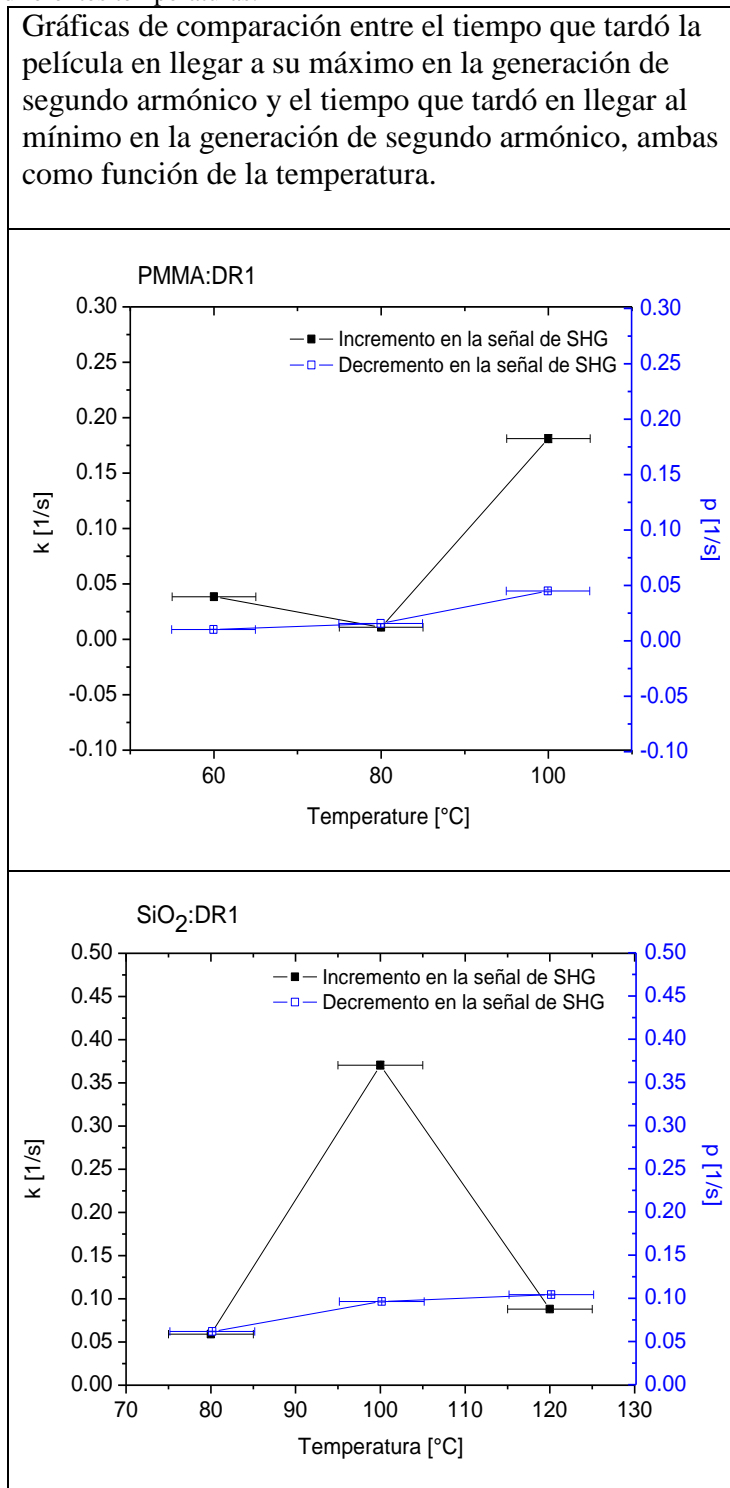 Gráficas de comparación entre el tiempo que tardó la
película en llegar a su máximo en la generación de
segundo armónico y el tiempo que tardó en llegar al
mínimo en la generación de segundo armónico, ambas
como función de la temperatura.
PMMA:DR1
Incremento en la señal de SHG
Decremento en la señal de SHG
0.30
0.25
0.20
0.15
0.10
0.05
0.00
-0.05
-0.10
k [1/s]
0.30
0.25
0.20
0.15
0.10
0.05
0.00
-0.05
-0.10
p [1/s]
60 80 100
Temperature [°C]
SiO2:DR1
Incremento en la señal de SHG
Decremento en la señal de SHG
0.50
0.45
0.40
0.35
0.30
0.25
0.20
0.15
0.10
0.05
0.00
k [1/s]
0.50
0.45
0.40
0.35
0.30
0.25
0.20
0.15
0.10
0.05
0.00
p [1/s]
70 80 90 100 110 120 130
Temperatura [°C]